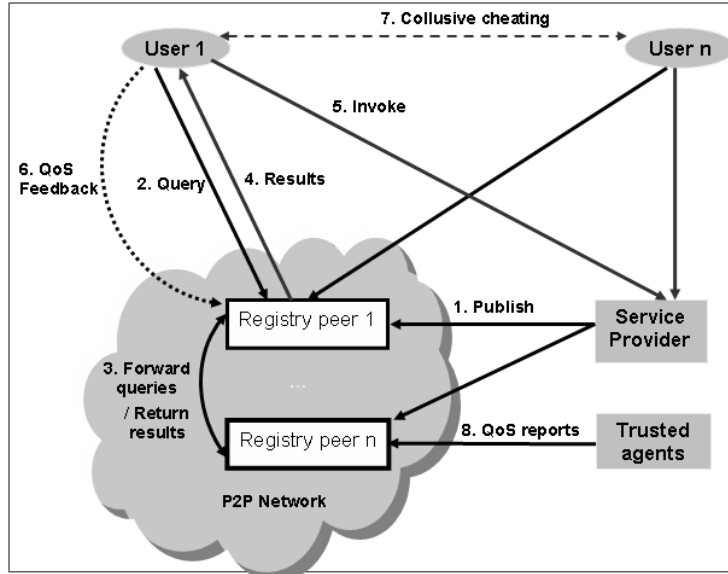 7. Collusive cheating
User 1
User n
5. Invoke
6. QoS
Feedback
2. Query
4. Results
Registry peer 1
1. Publish
Service
Provider
3. Forward
queries
/ Return
results
...
Registry peer n
8. QoS reports
Trusted
agents
P2P Network